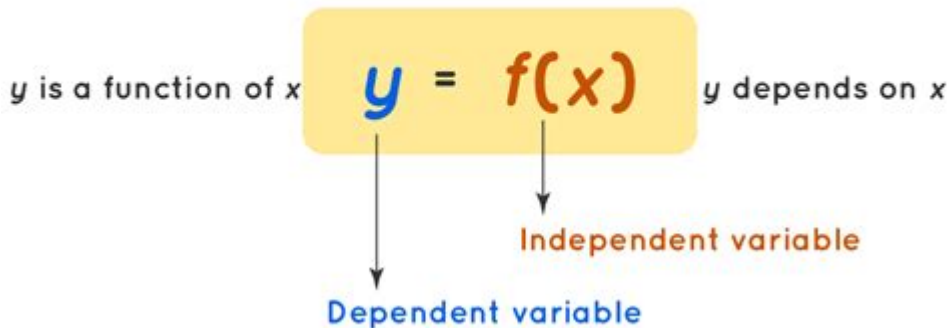 y is a function of x y = f(x) y depends on x
Independent variable
Dependent variable